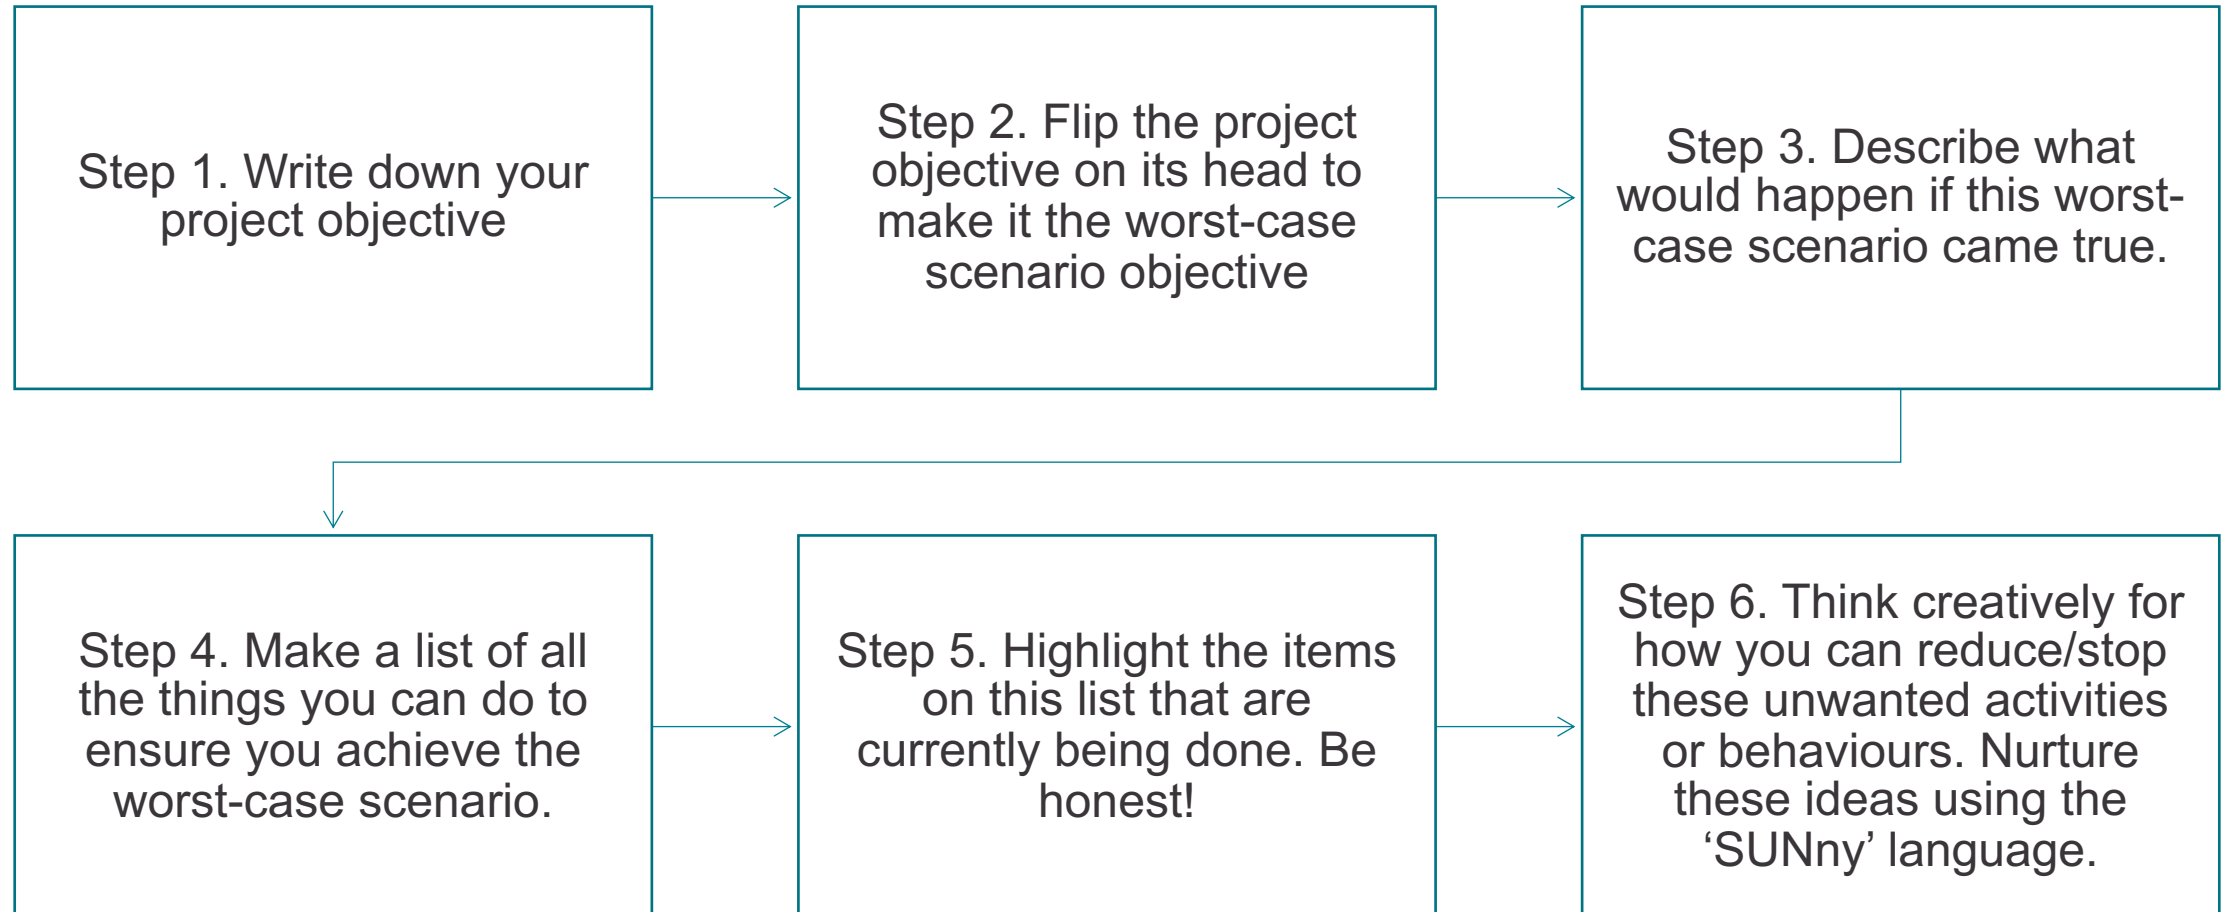 Step 1. Write down your
project objective
Step 2. Flip the project
objective on its head to
make it the worst-case
scenario objective
Step 3. Describe what
would happen if this worst-
case scenario came true.
Step 4. Make a list of all
the things you can do to
ensure you achieve the
worst-case scenario.
Step 5. Highlight the items
on this list that are
currently being done. Be
honest!
Step 6. Think creatively for
how you can reduce/stop
these unwanted activities
or behaviours. Nurture
these ideas using the
‘SUNny’ language.